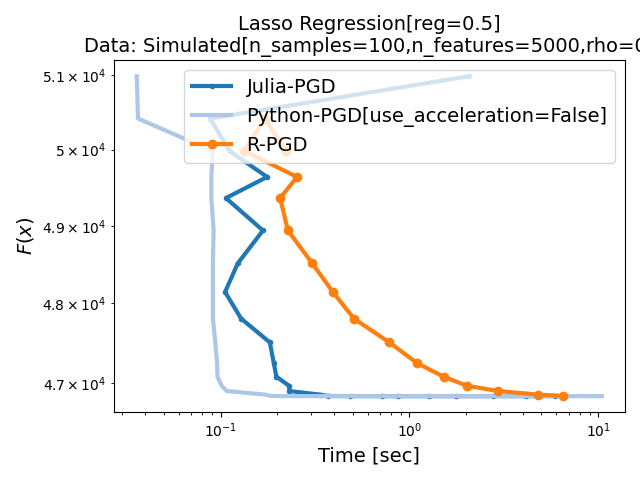 Lasso Regression[reg=0.5]
Data: Simulated[n_samples=100,n_features=5000,rho=0
5.1 × 10⁴
5 × 10⁴
4.9 × 10⁴
4.8 × 10⁴
4.7 × 10⁴
F(x)
Julia-PGD
Python-PGD[use_acceleration=False]
R-PGD
10⁻¹
10⁰
10¹
Time [sec]